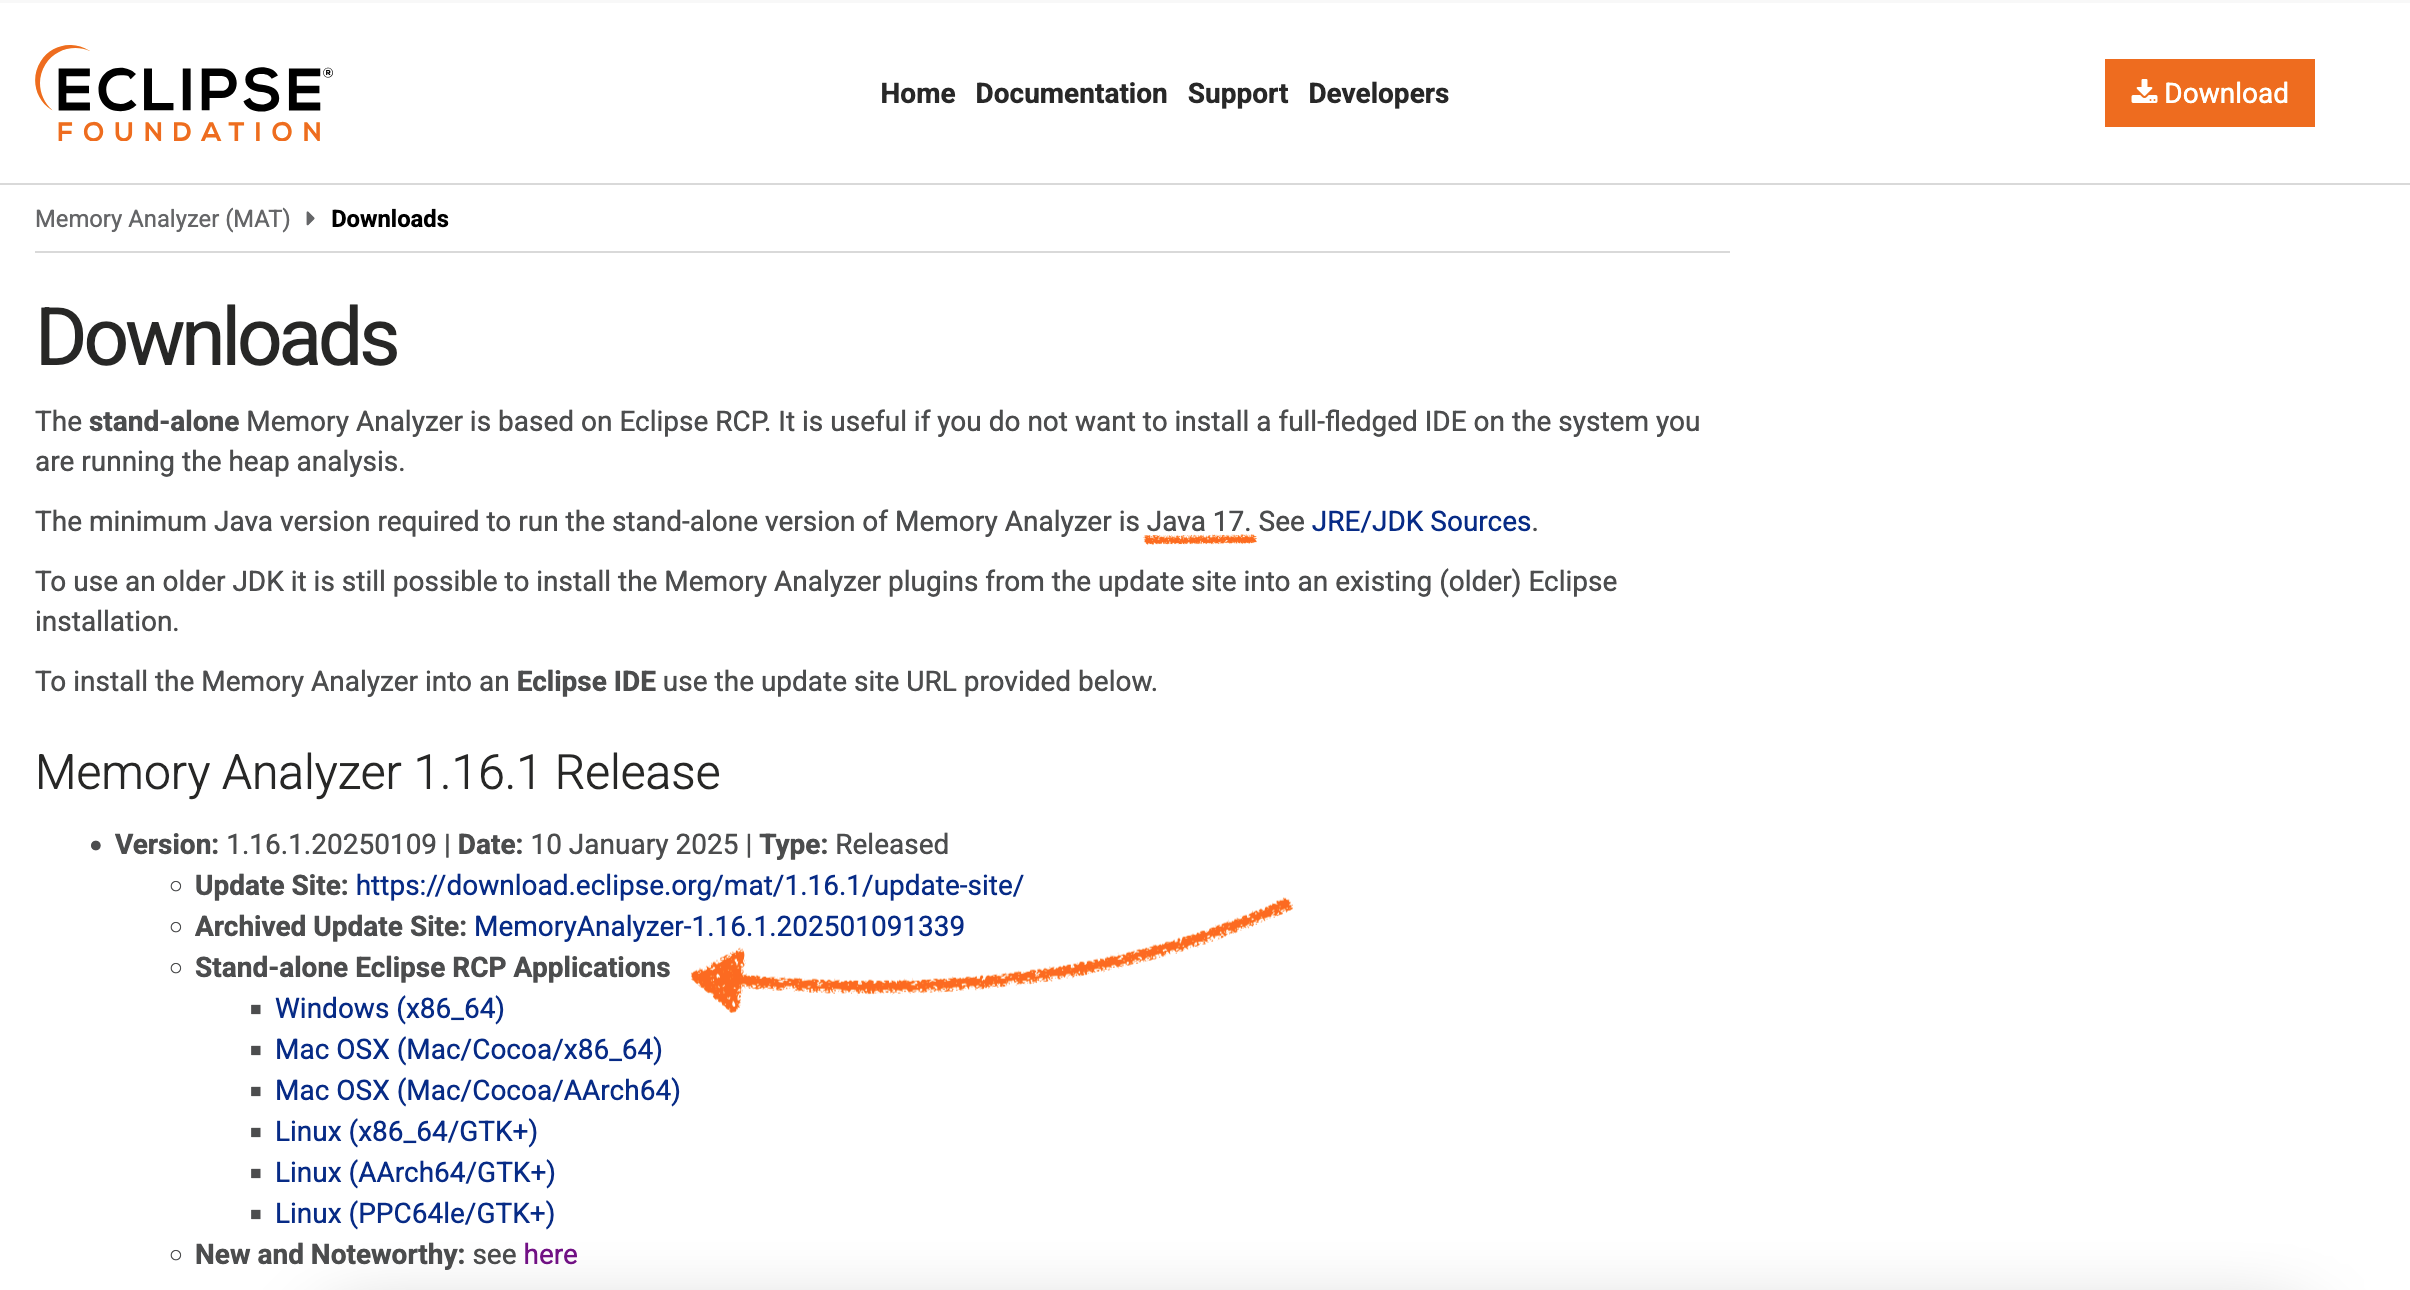 ECLIPSE®
FOUNDATION
Home Documentation Support Developers
Download
Memory Analyzer (MAT) Downloads
Downloads
The stand-alone Memory Analyzer is based on Eclipse RCP. It is useful if you do not want to install a full-fledged IDE on the system you
are running the heap analysis.
The minimum Java version required to run the stand-alone version of Memory Analyzer is Java 17. See JRE/JDK Sources.
To use an older JDK it is still possible to install the Memory Analyzer plugins from the update site into an existing (older) Eclipse
installation.
To install the Memory Analyzer into an Eclipse IDE use the update site URL provided below.
Memory Analyzer 1.16.1 Release
Version: 1.16.1.20250109 | Date: 10 January 2025 | Type: Released
Update Site: https://download.eclipse.org/mat/1.16.1/update-site/
Archived Update Site: MemoryAnalyzer-1.16.1.202501091339
Stand-alone Eclipse RCP Applications
Windows (x86_64)
Mac OSX (Mac/Cocoa/x86_64)
Mac OSX (Mac/Cocoa/AArch64)
Linux (x86_64/GTK+)
Linux (AArch64/GTK+)
Linux (PPC64le/GTK+)
New and Noteworthy: see here